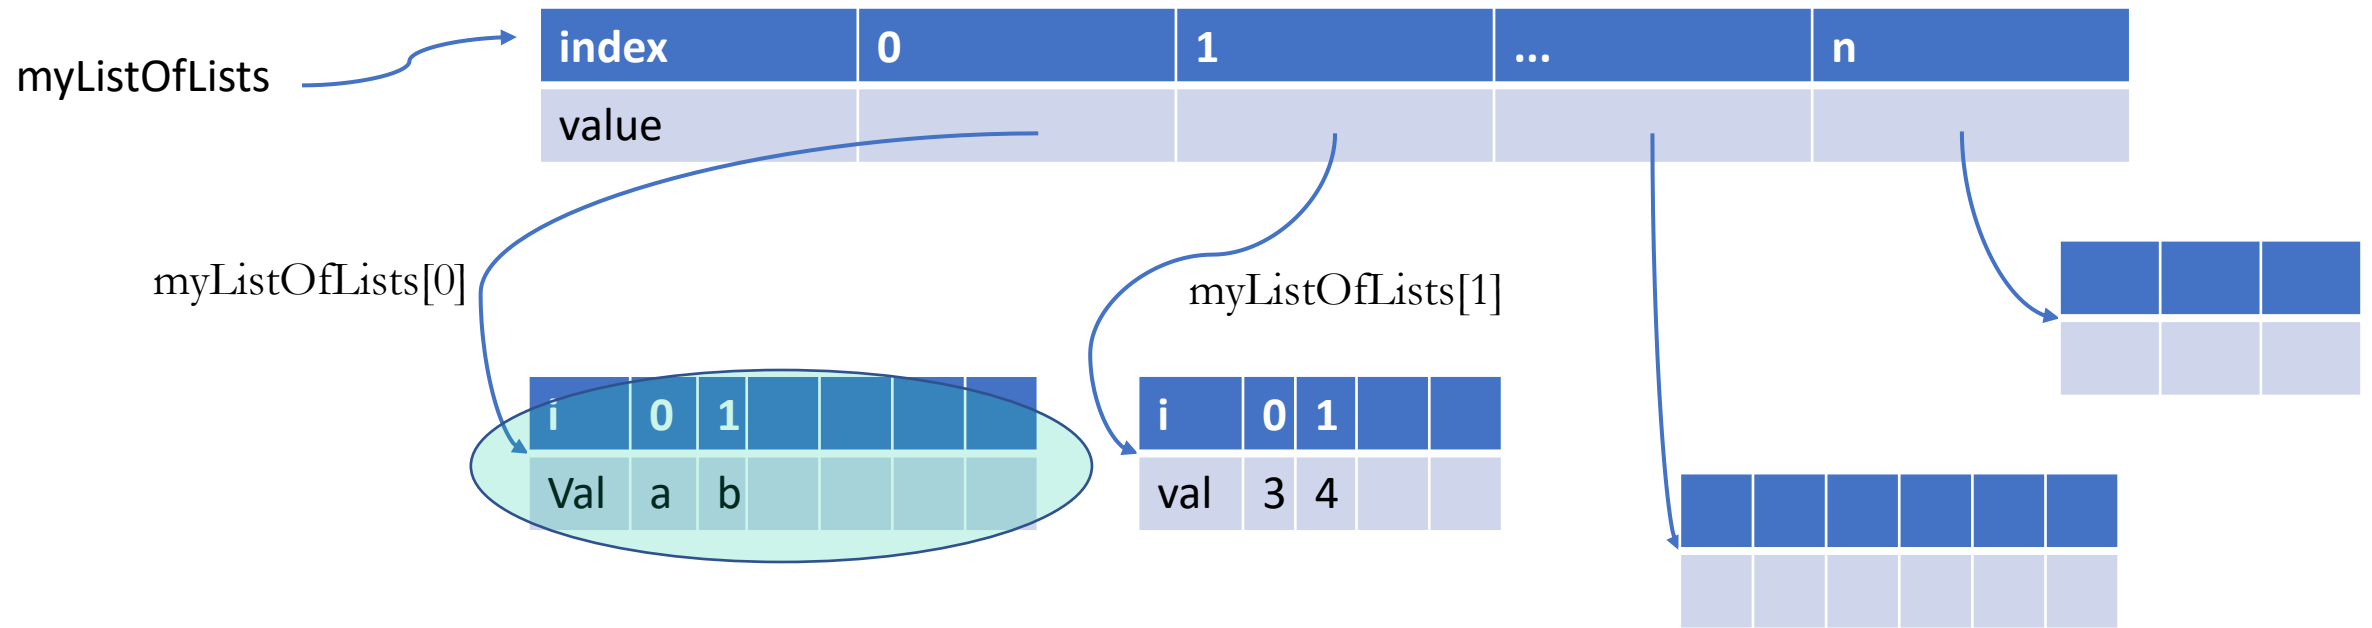 myListOfLists
index 0 1 ... n
value
myListOfLists[0]
myListOfLists[1]
i 0 1
Val a b
i 0 1
val 3 4